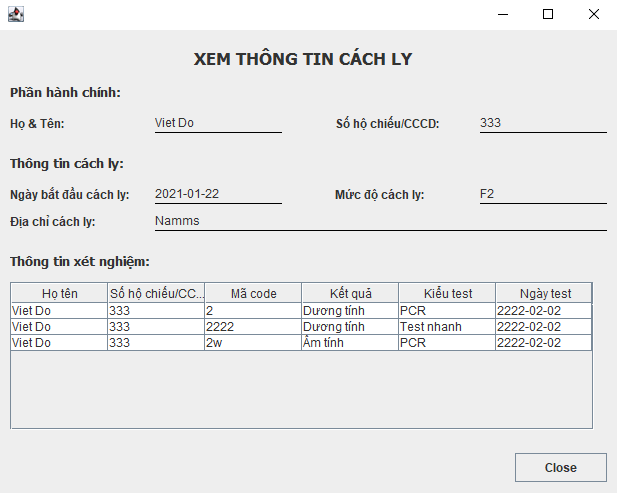 XEM THÔNG TIN CÁCH LY
Phần hành chính:
Họ & Tên: Viet Do Số hộ chiếu/CCCD: 333
Thông tin cách ly:
Ngày bắt đầu cách ly: 2021-01-22 Mức độ cách ly: F2
Địa chỉ cách ly: Namms
Thông tin xét nghiệm:
Họ tên Số hộ chiếu/CC... Mã code Kết quả Kiểu test Ngày test
Viet Do 333 2 Dương tính PCR 2222-02-02
Viet Do 333 2222 Dương tính Test nhanh 2222-02-02
Viet Do 333 2w Âm tính PCR 2222-02-02
Close